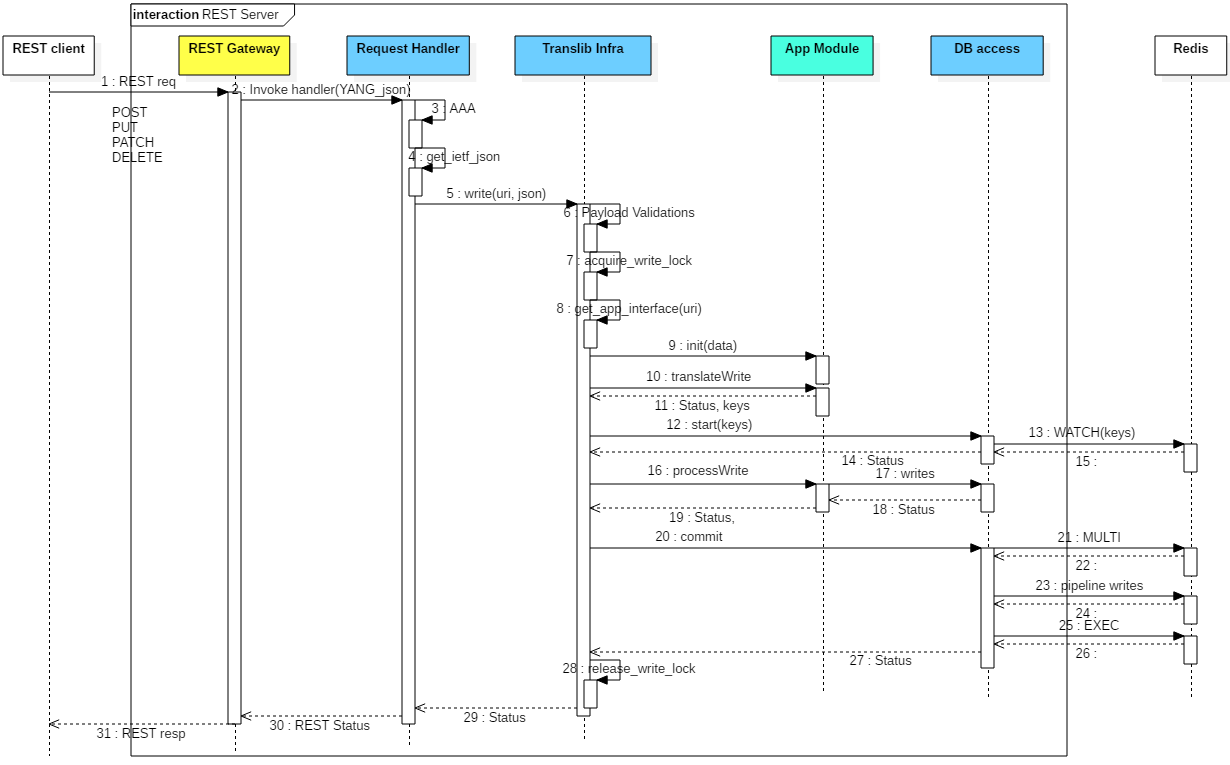 interaction REST Server
REST client
REST Gateway
Request Handler
Translib Infra
App Module
DB access
Redis
1 : REST req
2 : Invoke handler(YANG_json)
POST
PUT
PATCH
DELETE
3 : AAA
4 : get_ietf_json
5 : write(uri, json)
6 : Payload Validations
7 : acquire_write_lock
8 : get_app_interface(uri)
9 : init(data)
10 : translateWrite
11 : Status, keys
12 : start(keys)
13 : WATCH(keys)
14 : Status
15 :
16 : processWrite
17 : writes
18 : Status
19 : Status,
20 : commit
21 : MULTI
22 :
23 : pipeline writes
24 :
25 : EXEC
26 :
27 : Status
28 : release_write_lock
29 : Status
30 : REST Status
31 : REST resp